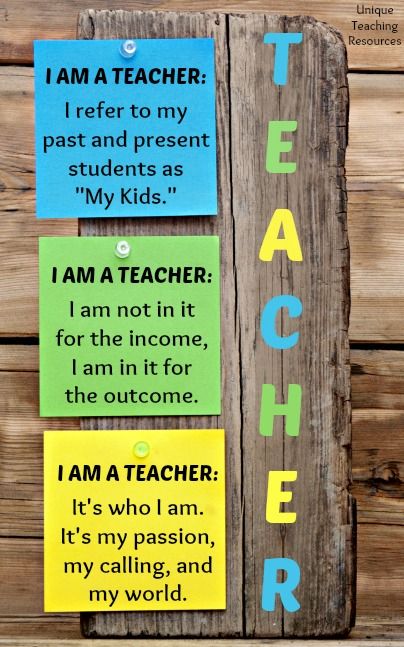 Unique
Teaching
Resources
I AM A TEACHER:
I refer to my
past and present
students as
"My Kids."
I AM A TEACHER:
I am not in it
for the income,
I am in it for
the outcome.
I AM A TEACHER:
It's who I am.
It's my passion,
my calling, and
my world.
TEACHER